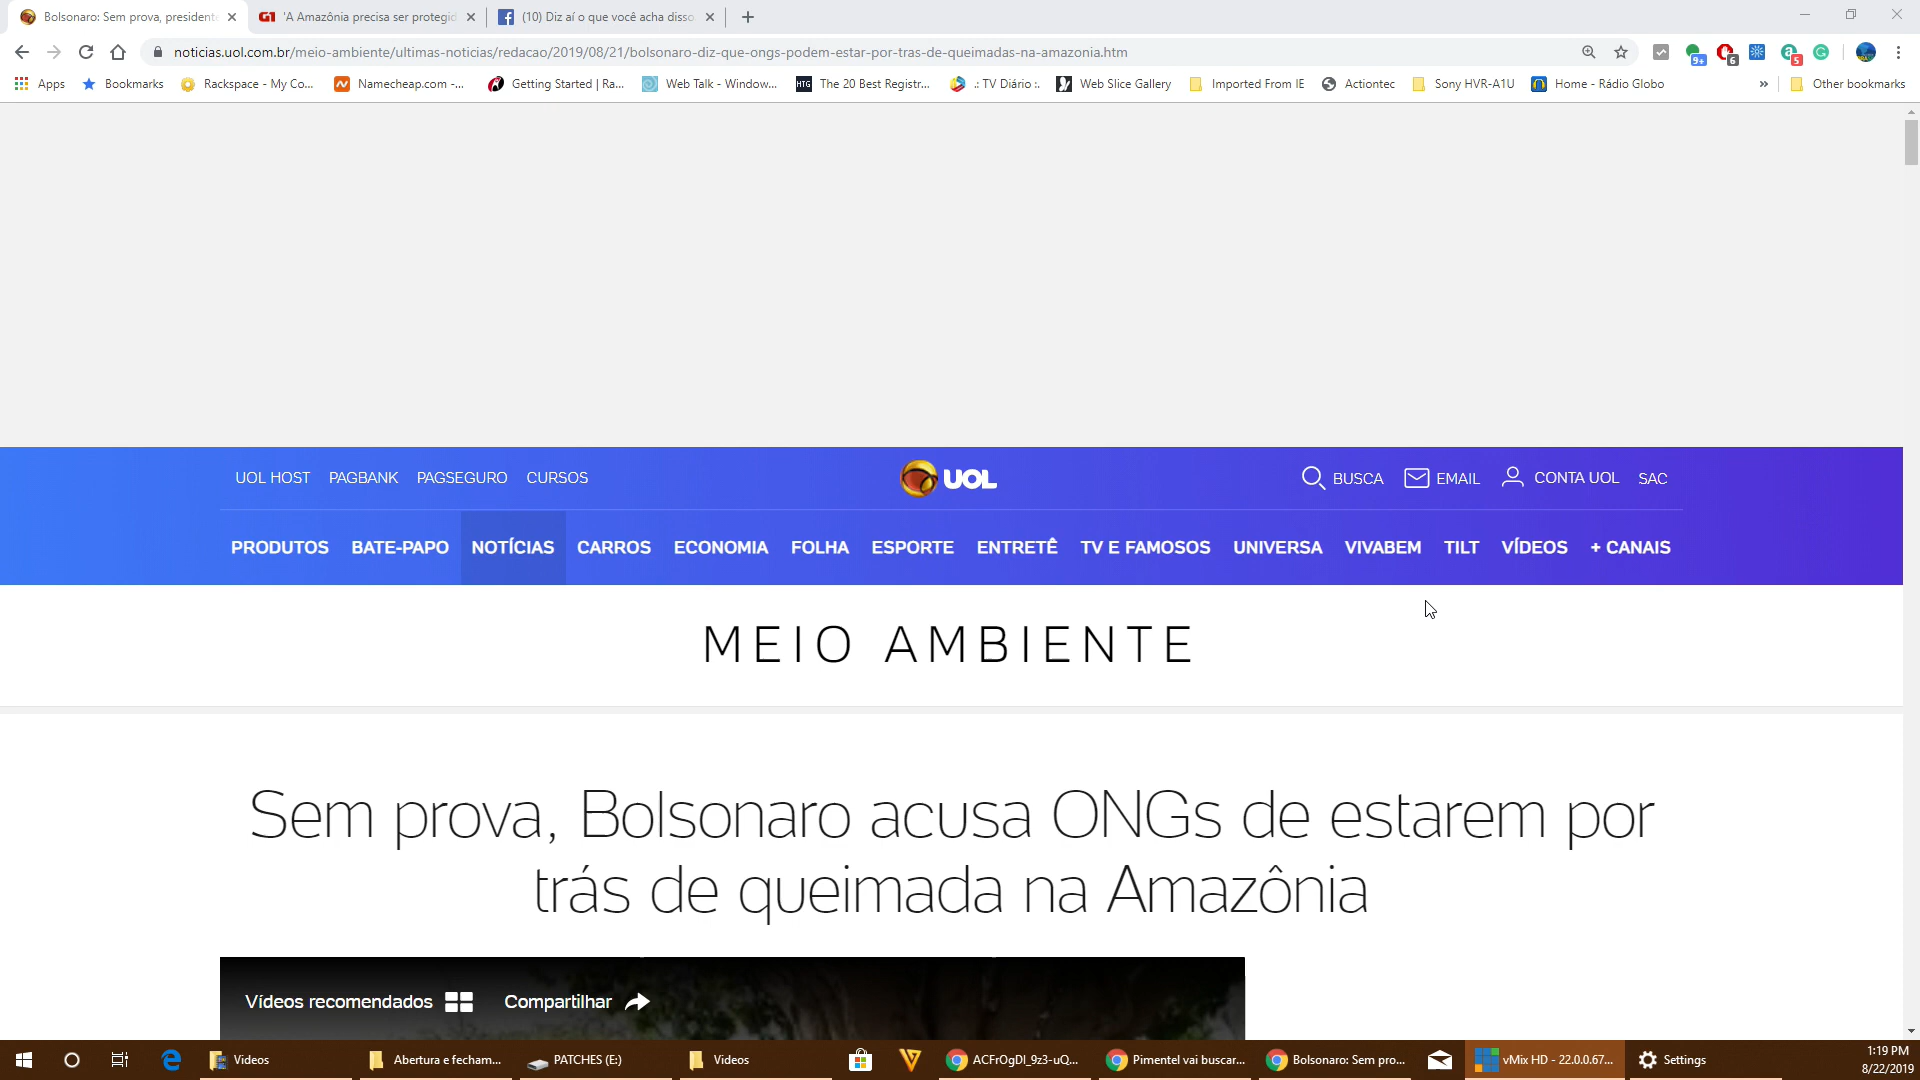 Bolsonaro: Sem prova, president
G1 'A Amazônia precisa ser protegid
(10) Diz aí o que você acha disso
noticias.uol.com.br/meio-ambiente/ultimas-noticias/redacao/2019/08/21/bolsonaro-diz-que-ongs-podem-estar-por-tras-de-queimadas-na-amazonia.htm
9+ 6 5
Apps Bookmarks Rackspace - My Co... Namecheap.com -... Getting Started | Ra... Web Talk - Window... HTG The 20 Best Registr... .: TV Diário :. Web Slice Gallery Imported From IE Actiontec Sony HVR-A1U Home - Rádio Globo » Other bookmarks
UOL HOST PAGBANK PAGSEGURO CURSOS UOL BUSCA EMAIL CONTA UOL SAC
PRODUTOS BATE-PAPO NOTÍCIAS CARROS ECONOMIA FOLHA ESPORTE ENTRETÊ TV E FAMOSOS UNIVERSA VIVABEM TILT VÍDEOS + CANAIS
MEIO AMBIENTE
Sem prova, Bolsonaro acusa ONGs de estarem por
trás de queimada na Amazônia
Vídeos recomendados Compartilhar
Videos Abertura e fecham... PATCHES (E:) Videos ACFrOgDl_9z3-uQ... Pimentel vai buscar... Bolsonaro: Sem pro... vMix HD - 22.0.0.67... Settings
1:19 PM
8/22/2019